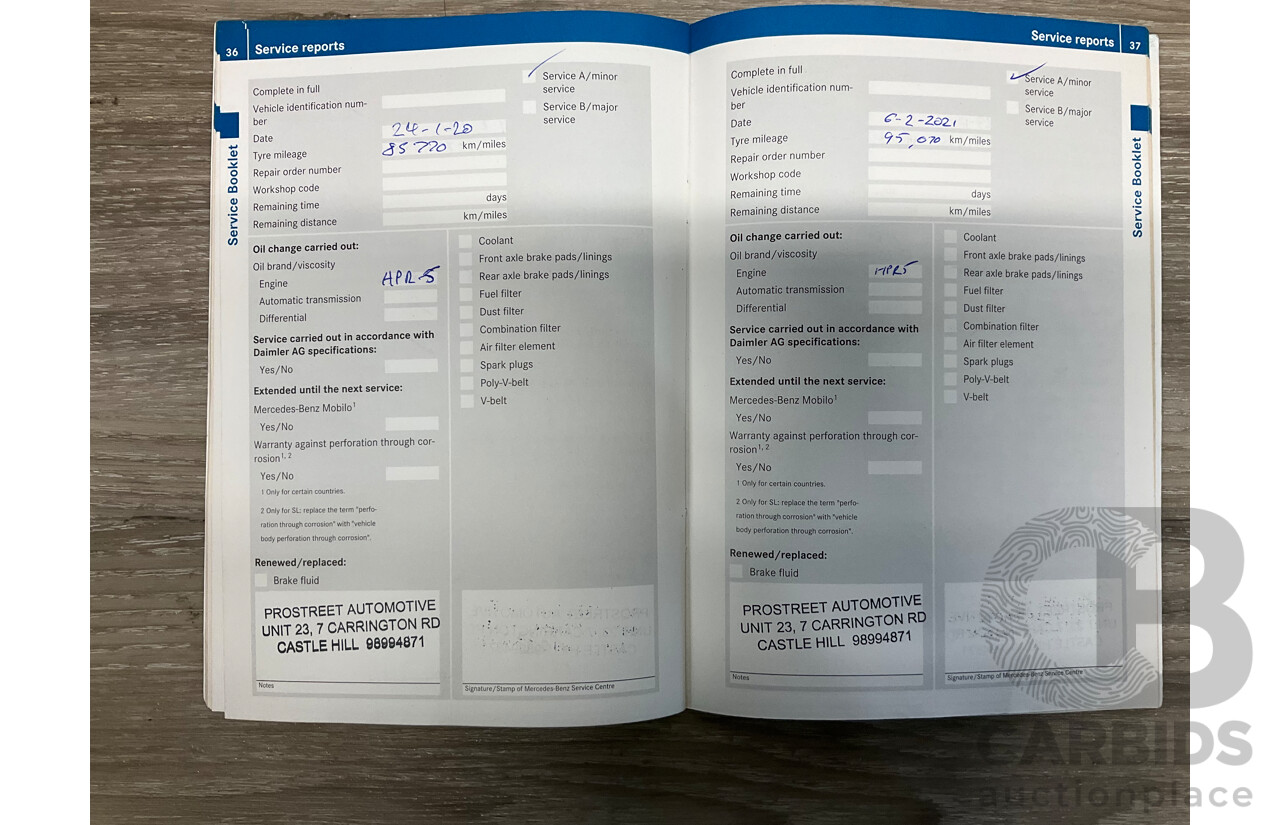 36 Service reports
Service Booklet
Complete in full
Vehicle identification num-
ber
Date 24-1-20
Tyre mileage 85770 km/miles
Repair order number
Workshop code
Remaining time days
Remaining distance km/miles
Service A/minor
service
Service B/major
service
Oil change carried out:
Oil brand/viscosity
Engine HPR-5
Automatic transmission
Differential
Service carried out in accordance with
Daimler AG specifications:
Yes/No
Extended until the next service:
Mercedes-Benz Mobilo1
Yes/No
Warranty against perforation through cor-
rosion1, 2
Yes/No
1 Only for certain countries.
2 Only for SL: replace the term "perfo-
ration through corrosion" with "vehicle
body perforation through corrosion".
Renewed/replaced:
Brake fluid
Coolant
Front axle brake pads/linings
Rear axle brake pads/linings
Fuel filter
Dust filter
Combination filter
Air filter element
Spark plugs
Poly-V-belt
V-belt
PROSTREET AUTOMOTIVE
UNIT 23, 7 CARRINGTON RD
CASTLE HILL 98994871
Notes
Signature/Stamp of Mercedes-Benz Service Centre
Service reports 37
Service Booklet
Complete in full
Vehicle identification num-
ber
Date 6-2-2021
Tyre mileage 95,070 km/miles
Repair order number
Workshop code
Remaining time days
Remaining distance km/miles
Service A/minor
service
Service B/major
service
Oil change carried out:
Oil brand/viscosity
Engine HPR5
Automatic transmission
Differential
Service carried out in accordance with
Daimler AG specifications:
Yes/No
Extended until the next service:
Mercedes-Benz Mobilo1
Yes/No
Warranty against perforation through cor-
rosion1, 2
Yes/No
1 Only for certain countries.
2 Only for SL: replace the term "perfo-
ration through corrosion" with "vehicle
body perforation through corrosion".
Renewed/replaced:
Brake fluid
Coolant
Front axle brake pads/linings
Rear axle brake pads/linings
Fuel filter
Dust filter
Combination filter
Air filter element
Spark plugs
Poly-V-belt
V-belt
PROSTREET AUTOMOTIVE
UNIT 23, 7 CARRINGTON RD
CASTLE HILL 98994871
Notes
Signature/Stamp of Mercedes-Benz Service Centre
CB
CARBIDS
auctionplace